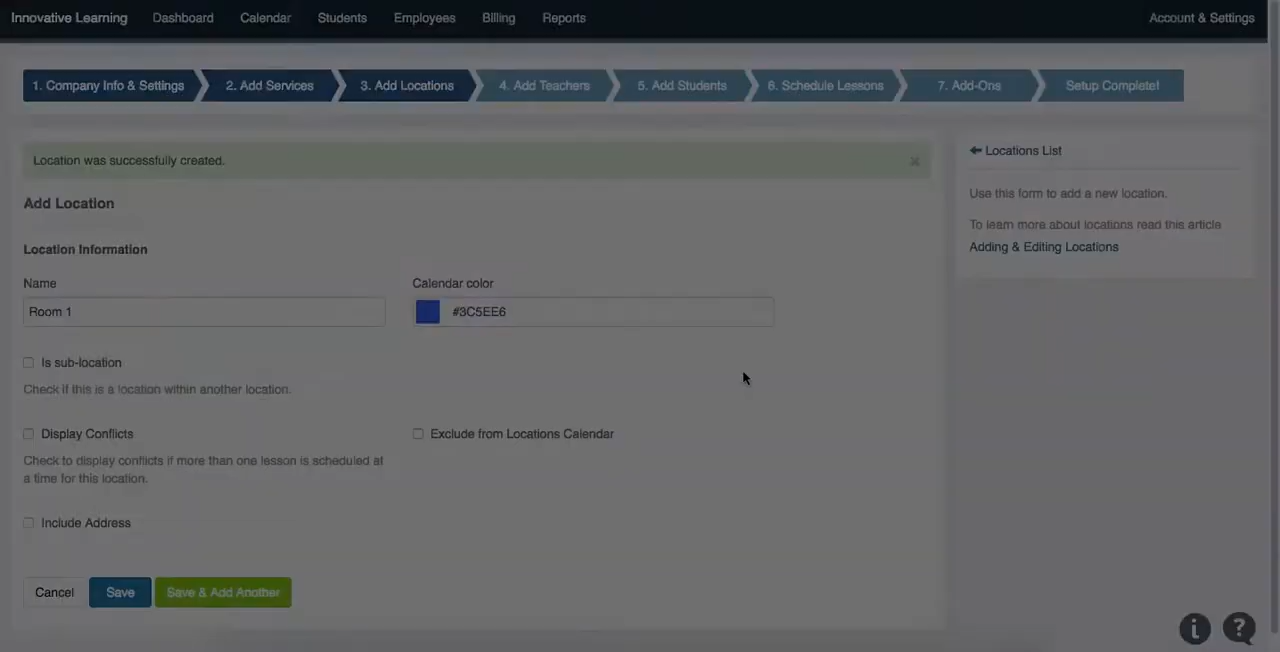 Innovative Learning Dashboard Calendar Students Employees Billing Reports Account & Settings
1. Company Info & Settings 2. Add Services 3. Add Locations 4. Add Teachers 5. Add Students 6. Schedule Lessons 7. Add-Ons Setup Complete!
Location was successfully created. ×
Add Location
Location Information
Name Calendar color
Room 1 #3C5EE6
Is sub-location
Check if this is a location within another location.
Display Conflicts Exclude from Locations Calendar
Check to display conflicts if more than one lesson is scheduled at
a time for this location.
Include Address
Cancel Save Save & Add Another
Locations List
Use this form to add a new location.
To learn more about locations read this article
Adding & Editing Locations
i ?